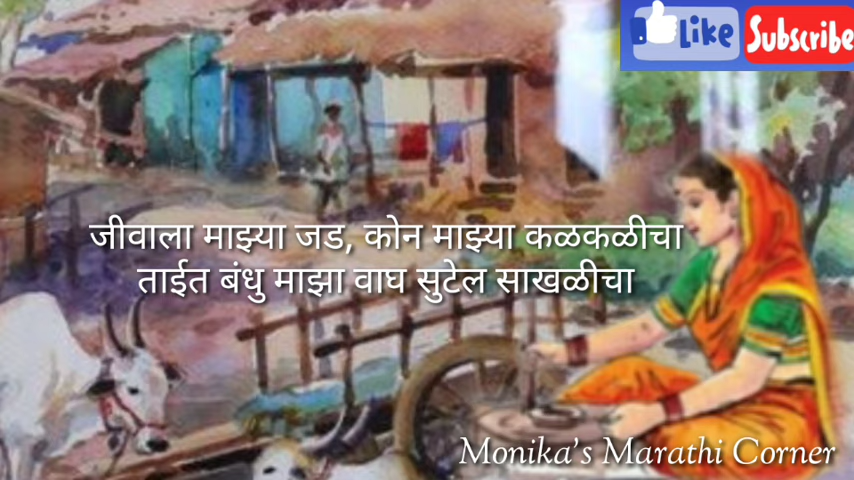 Like
Subscribe
जीवाला माझ्या जड, कोन माझ्या कळकळीचा
ताईत बंधु माझा वाघ सुटेल साखळीचा
Monika's Marathi Corner